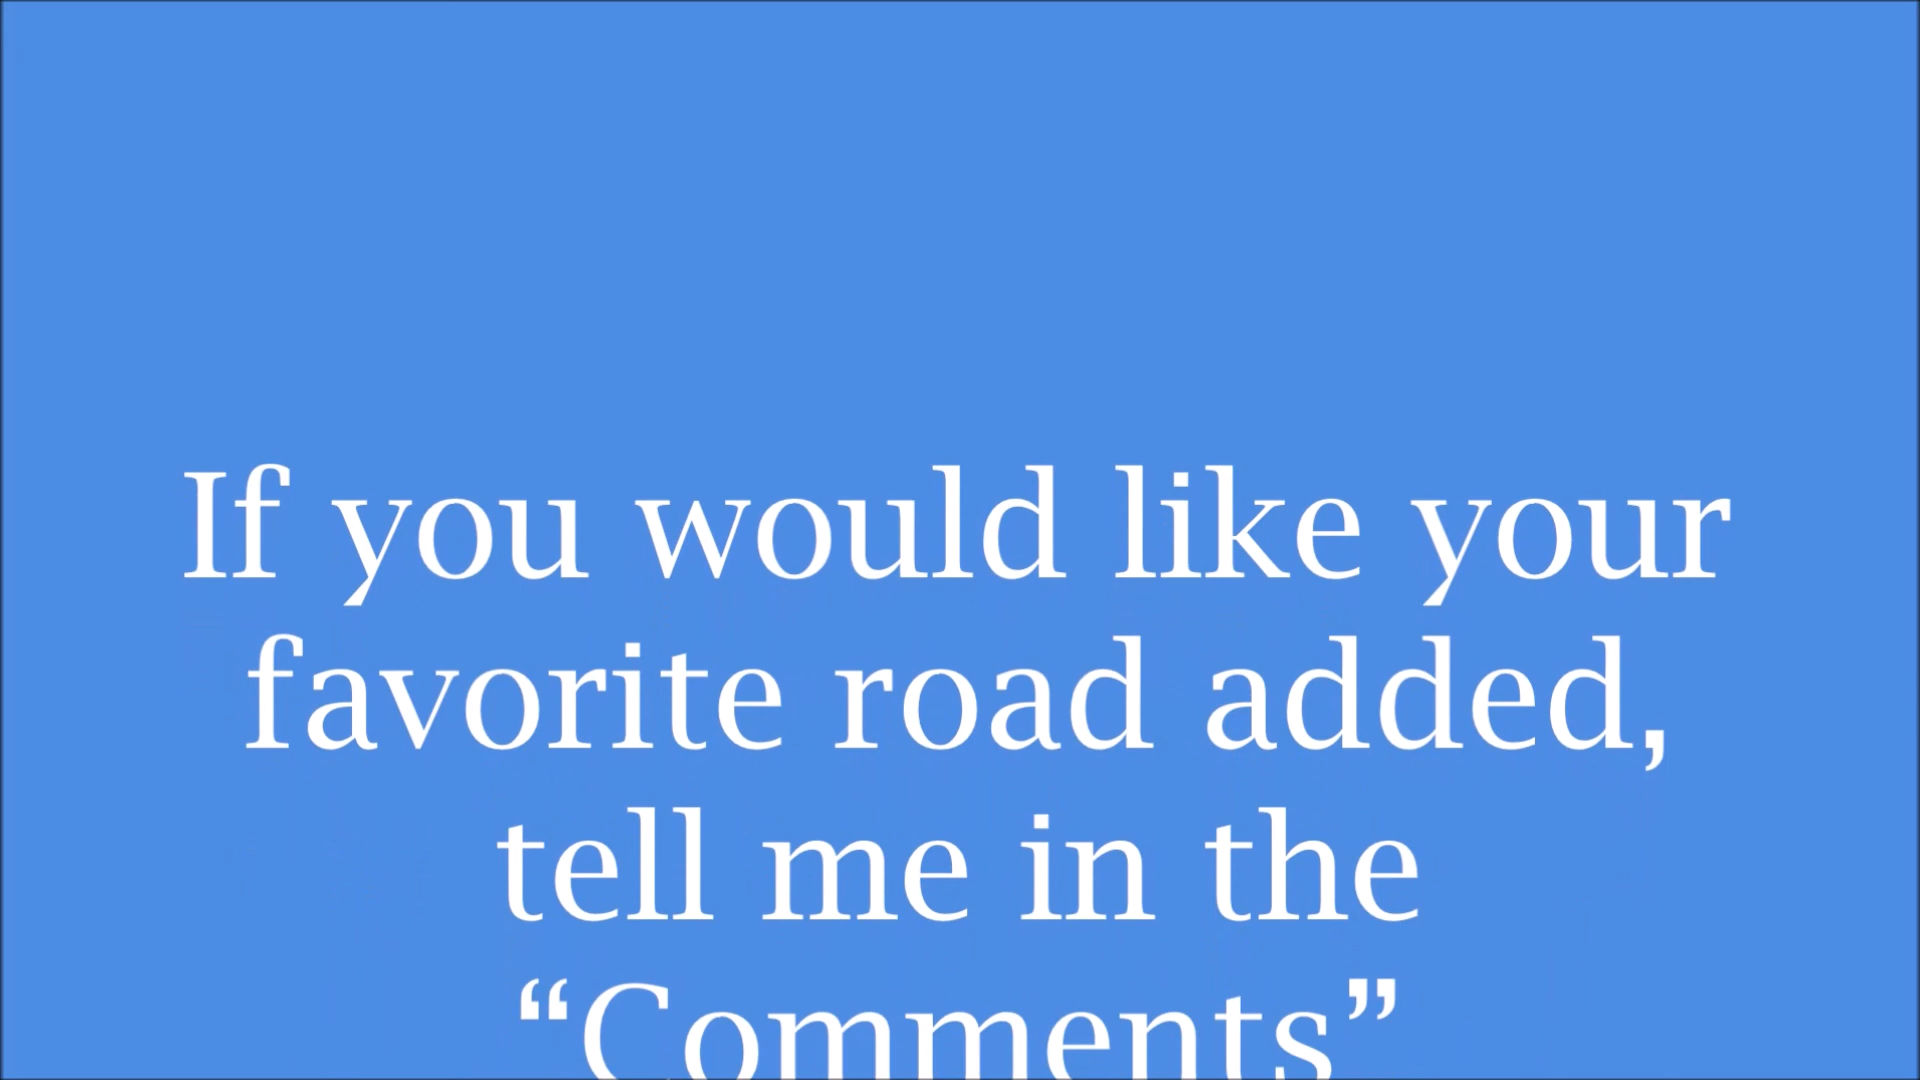 If you would like your
favorite road added,
tell me in the
“Comments”